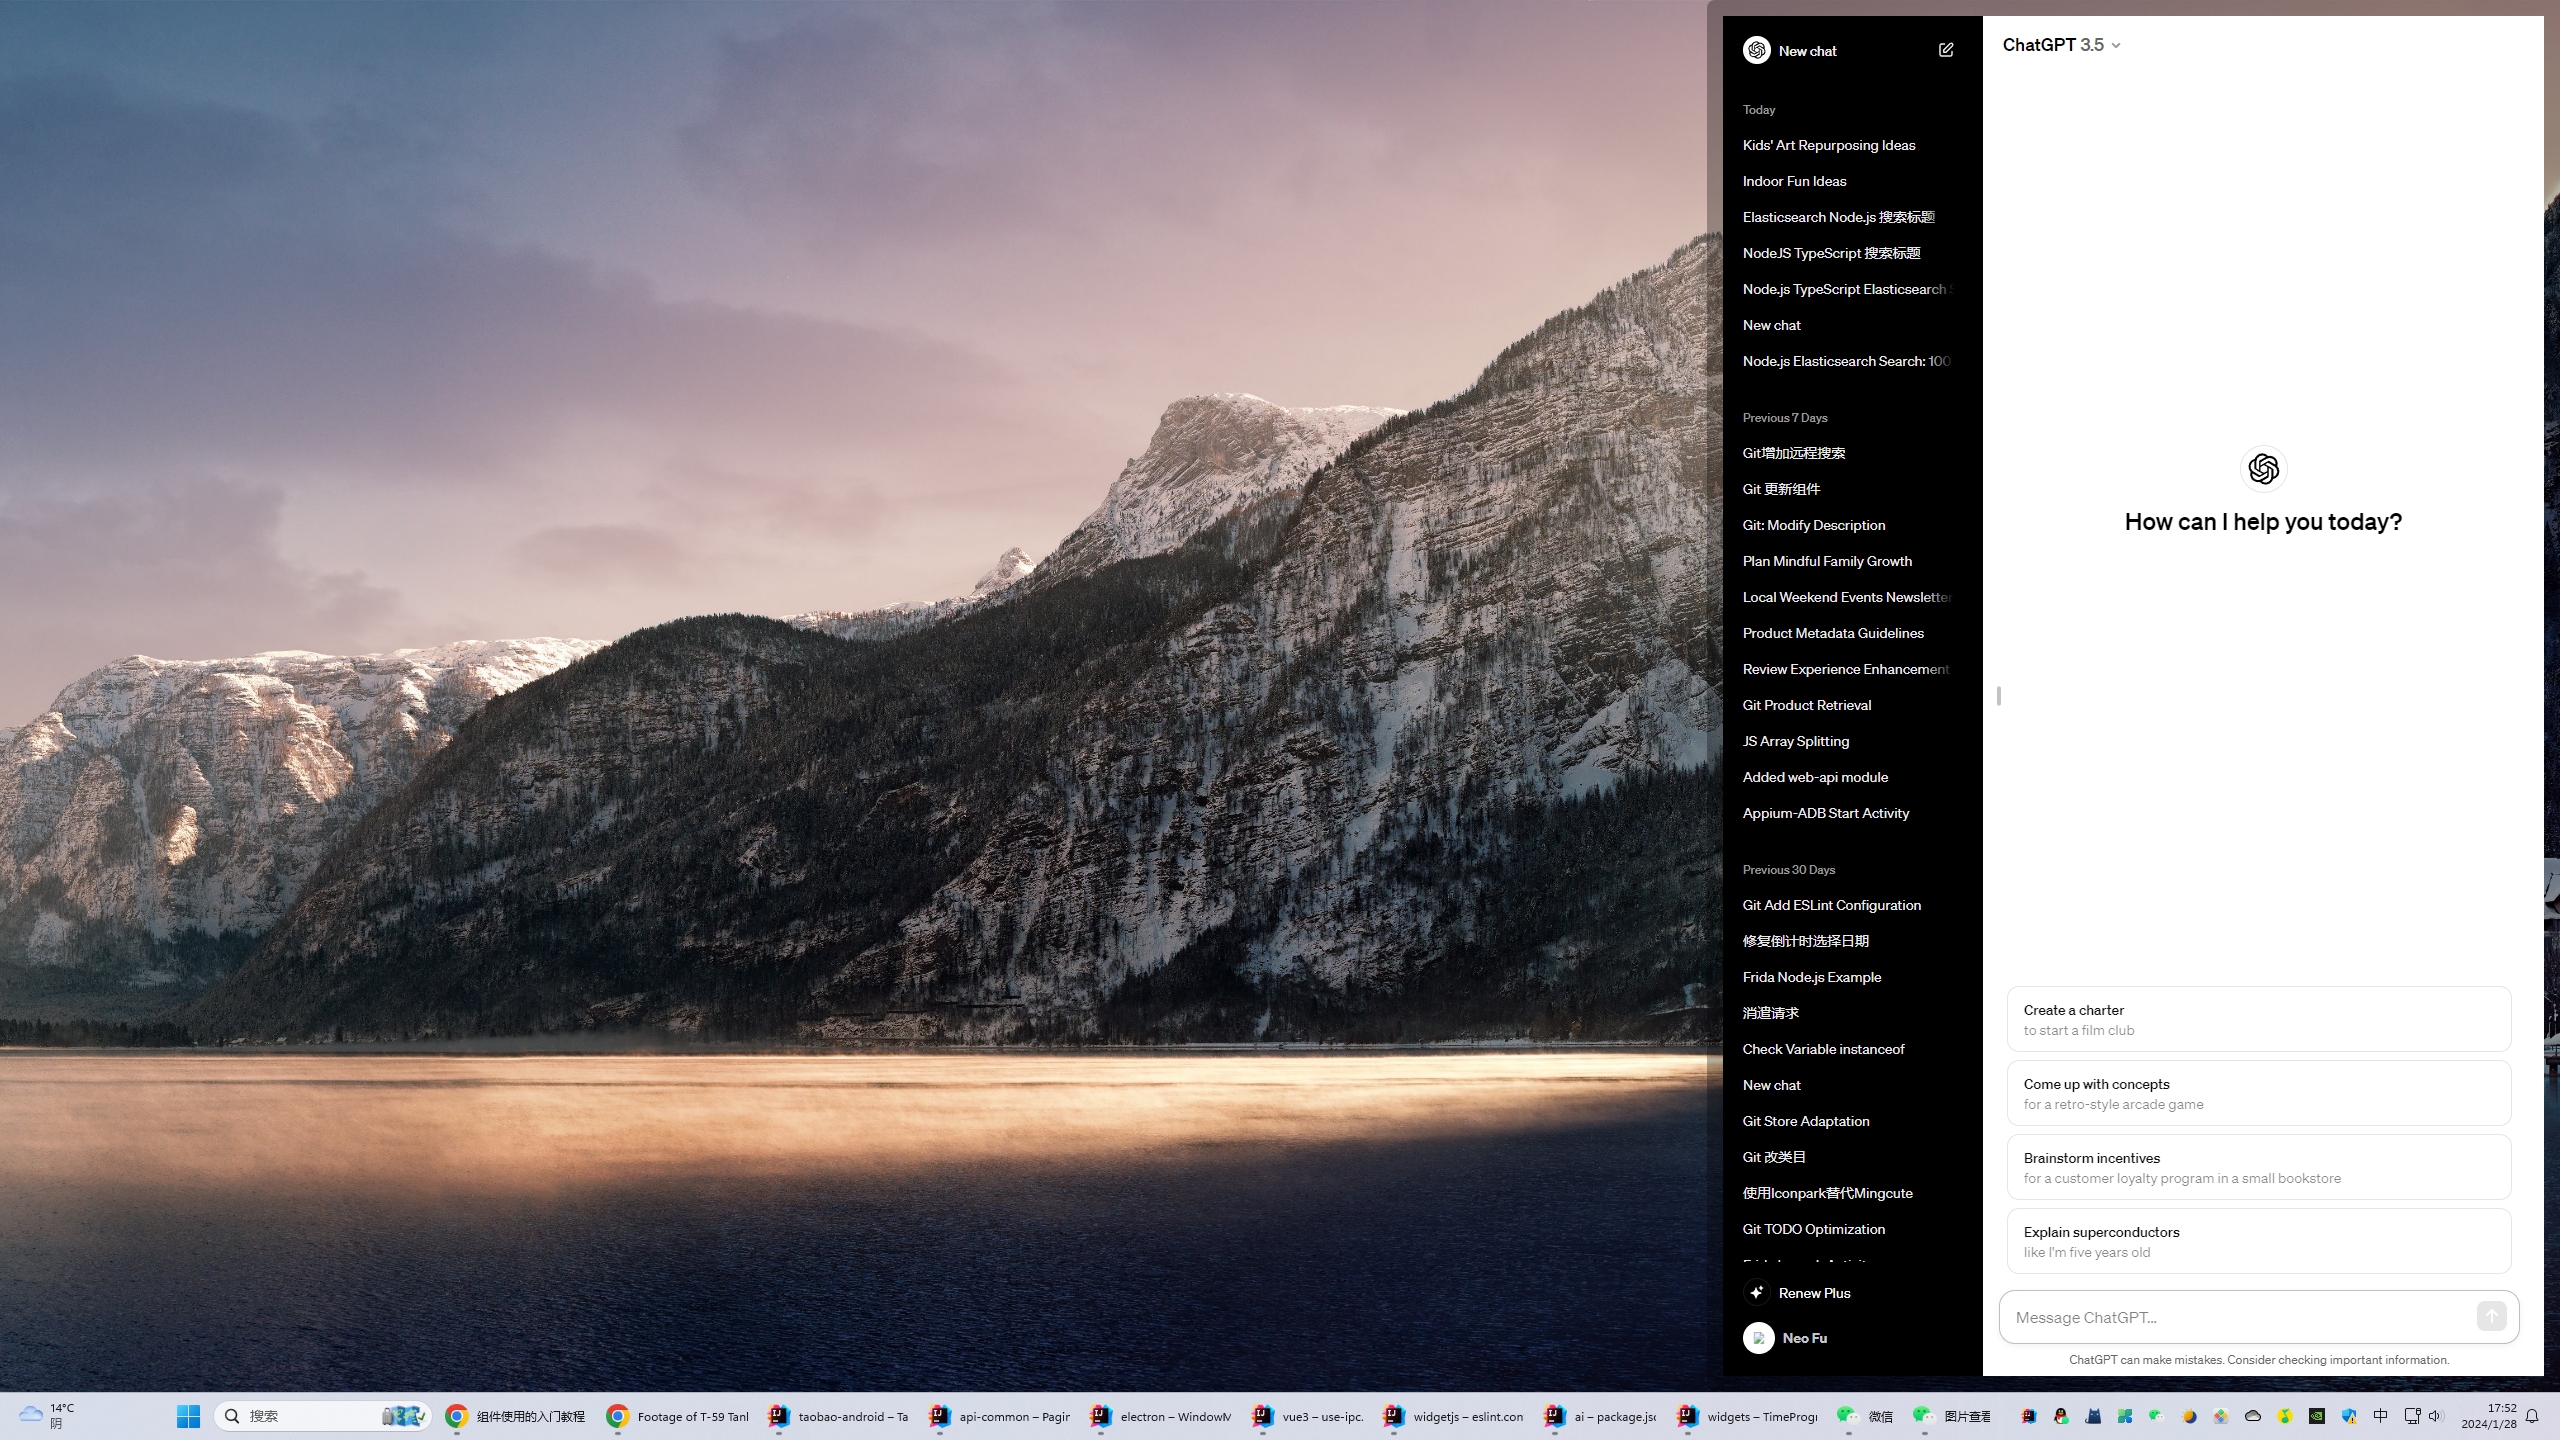 New chat
Today
Kids' Art Repurposing Ideas
Indoor Fun Ideas
Elasticsearch Node.js 搜索标题
NodeJS TypeScript 搜索标题
Node.js TypeScript Elasticsearch S
New chat
Node.js Elasticsearch Search: 100
Previous 7 Days
Git增加远程搜索
Git 更新组件
Git: Modify Description
Plan Mindful Family Growth
Local Weekend Events Newsletter
Product Metadata Guidelines
Review Experience Enhancement
Git Product Retrieval
JS Array Splitting
Added web-api module
Appium-ADB Start Activity
Previous 30 Days
Git Add ESLint Configuration
修复倒计时选择日期
Frida Node.js Example
消遣请求
Check Variable instanceof
New chat
Git Store Adaptation
Git 改类目
使用Iconpark替代Mingcute
Git TODO Optimization
Renew Plus
Neo Fu
ChatGPT 3.5
How can I help you today?
Create a charter
to start a film club
Come up with concepts
for a retro-style arcade game
Brainstorm incentives
for a customer loyalty program in a small bookstore
Explain superconductors
like I'm five years old
Message ChatGPT...
ChatGPT can make mistakes. Consider checking important information.
14°C
阴
搜索
组件使用的入门教程
Footage of T-59 Tanl
taobao-android – Ta
api-common – Pagir
electron – WindowM
vue3 – use-ipc.
widgetjs – eslint.con
ai – package.jsc
widgets – TimeProgr
微信
图片查看
中
17:52
2024/1/28